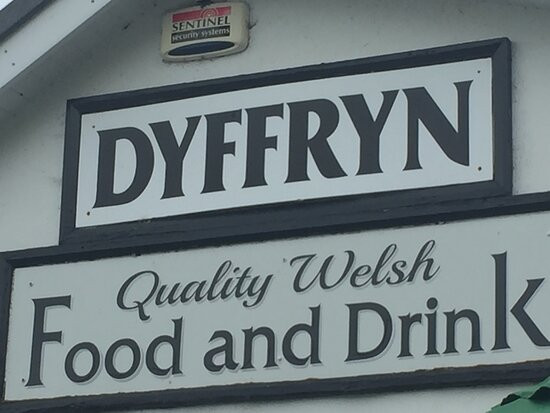 SENTINEL
security systems
DYFFRYN
Quality Welsh
Food and Drink